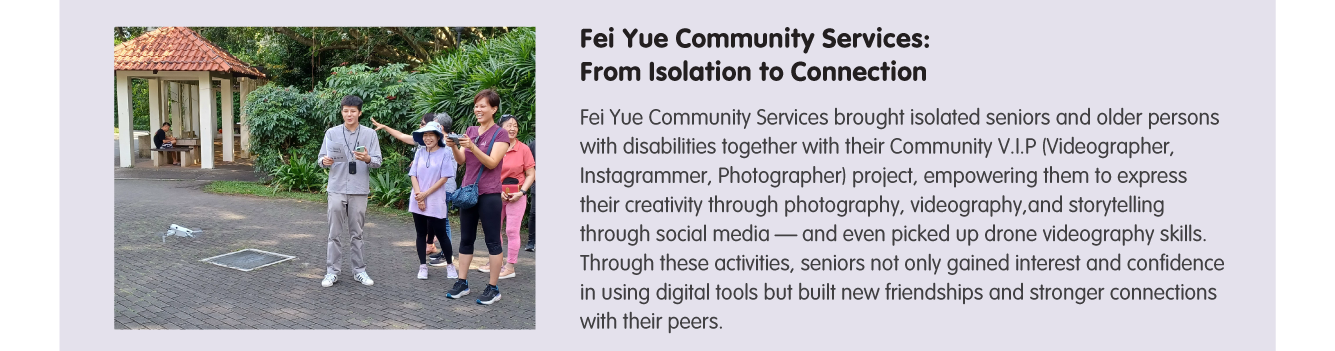 Fei Yue Community Services:
From Isolation to Connection
Fei Yue Community Services brought isolated seniors and older persons
with disabilities together with their Community V.I.P (Videographer,
Instagrammer, Photographer) project, empowering them to express
their creativity through photography, videography,and storytelling
through social media — and even picked up drone videography skills.
Through these activities, seniors not only gained interest and confidence
in using digital tools but built new friendships and stronger connections
with their peers.